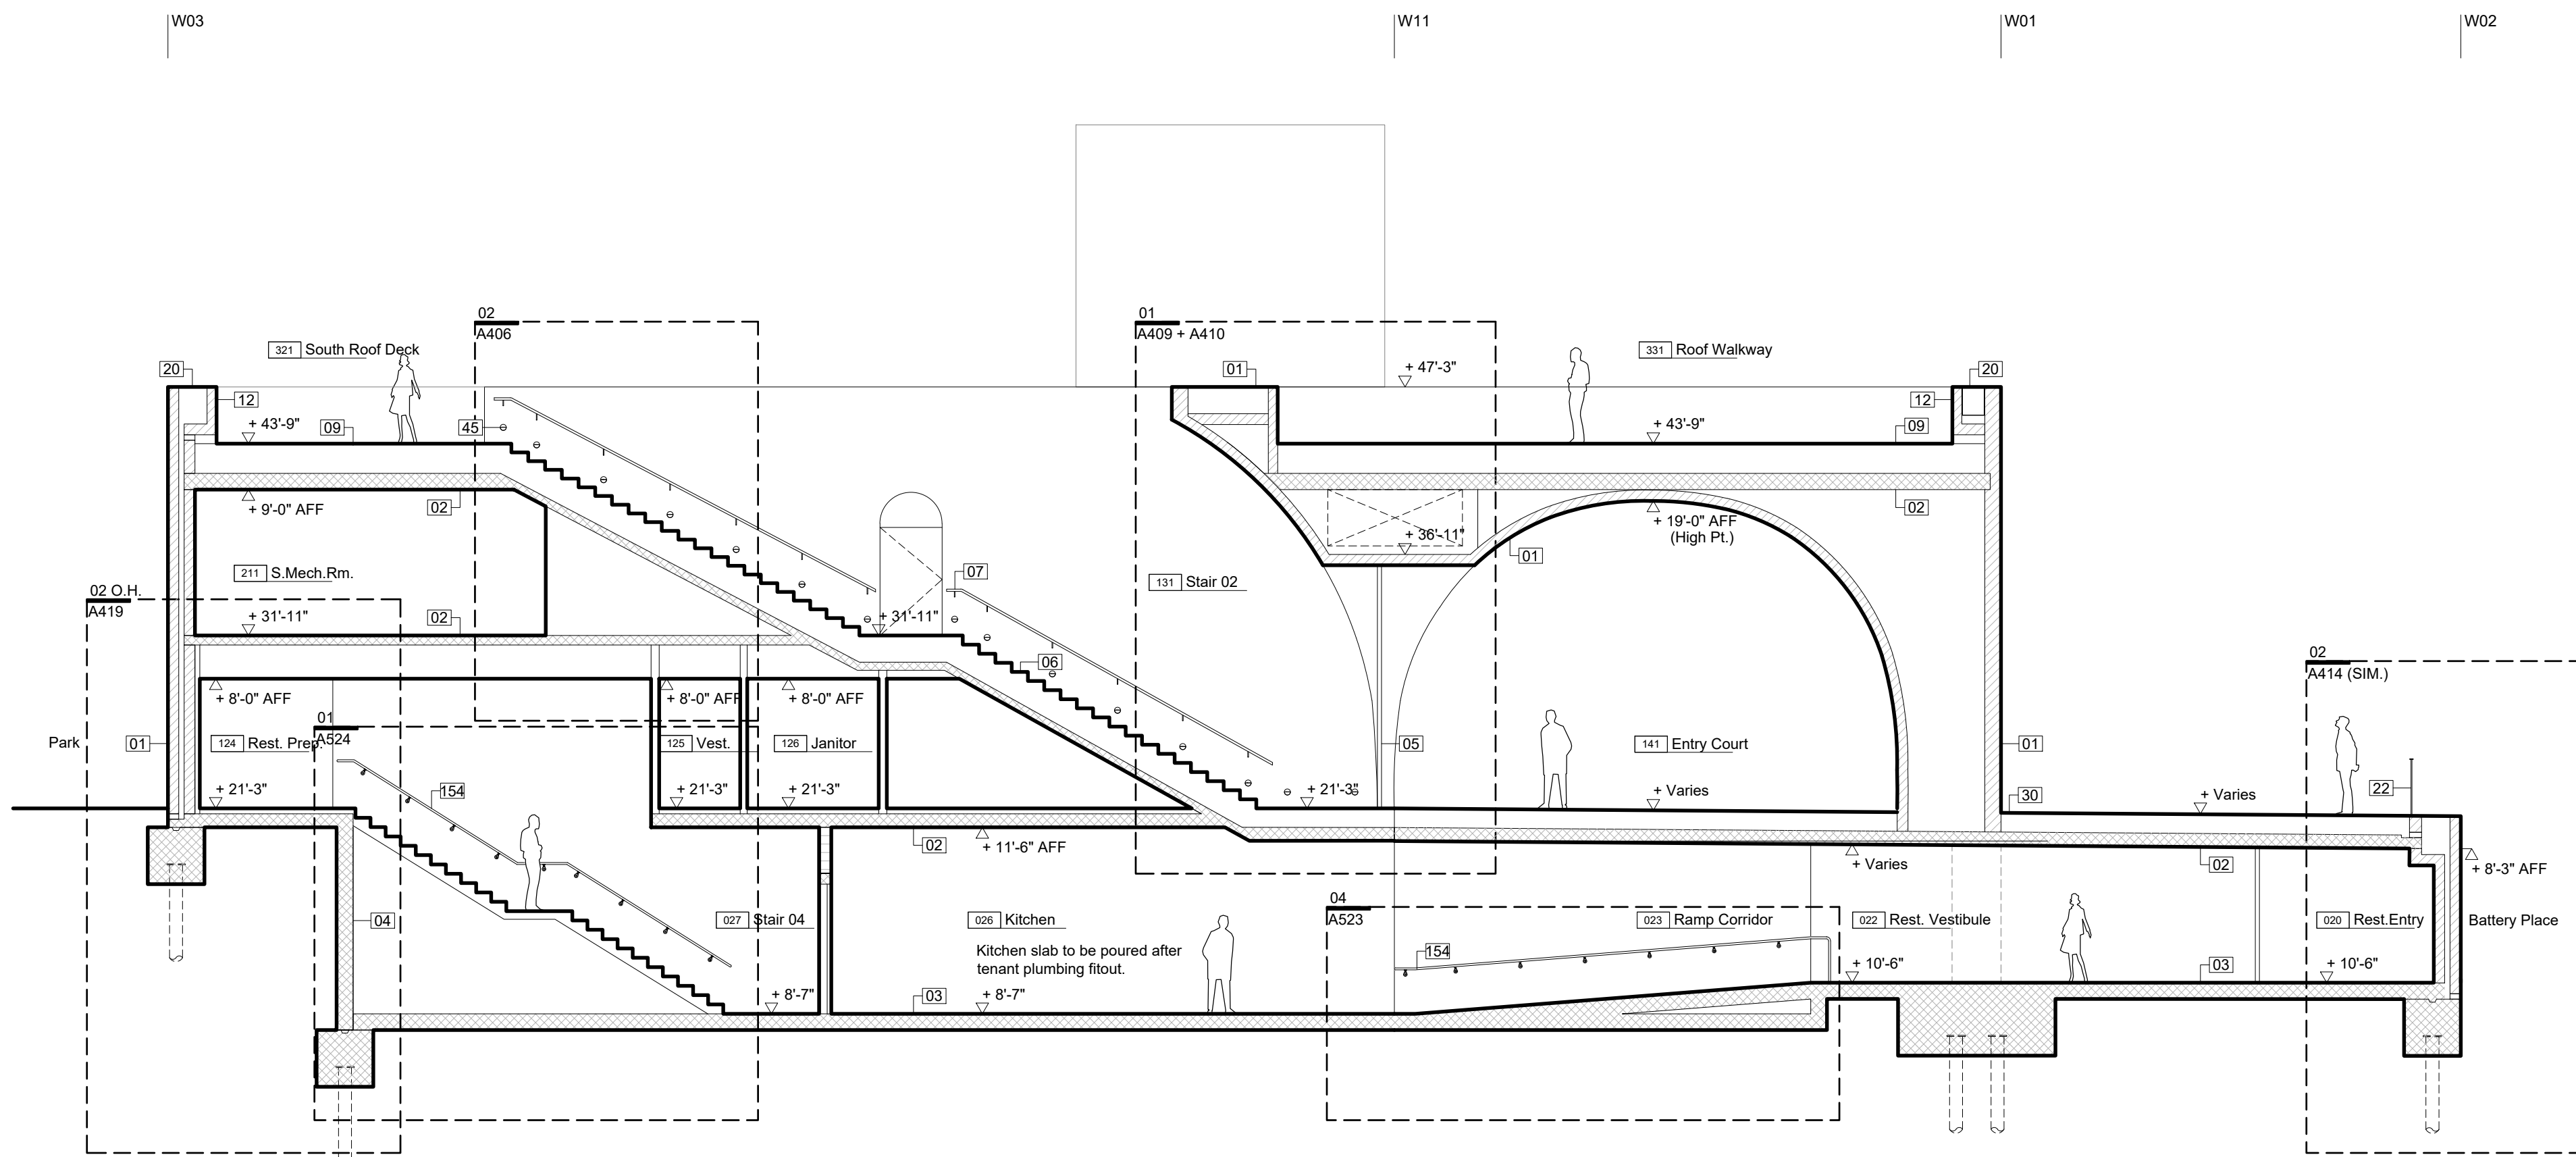 W03
W11
W01
W02
02
A406
01
A409 + A410
321 South Roof Deck
331 Roof Walkway
20
01
+ 47'-3"
20
12
12
+ 43'-9"
09
45
+ 43'-9"
09
+ 9'-0" AFF
02
02
+ 19'-0" AFF
(High Pt.)
+ 36'-11"
01
211 S.Mech.Rm.
07
131 Stair 02
02 O.H.
A419
+ 31'-11"
02
+ 31'-11"
06
02
A414 (SIM.)
+ 8'-0" AFF
+ 8'-0" AFF
+ 8'-0" AFF
01
A524
Park
01
124 Rest. Prep.
125 Vest.
126 Janitor
05
141 Entry Court
01
154
+ 21'-3"
+ 21'-3"
+ 21'-3"
+ 21'-3"
+ Varies
30
+ Varies
22
02
+ 11'-6" AFF
+ Varies
02
+ 8'-3" AFF
04
A523
04
027 Stair 04
026 Kitchen
023 Ramp Corridor
022 Rest. Vestibule
020 Rest.Entry
Battery Place
Kitchen slab to be poured after
tenant plumbing fitout.
154
+ 10'-6"
03
+ 10'-6"
+ 8'-7"
03
+ 8'-7"